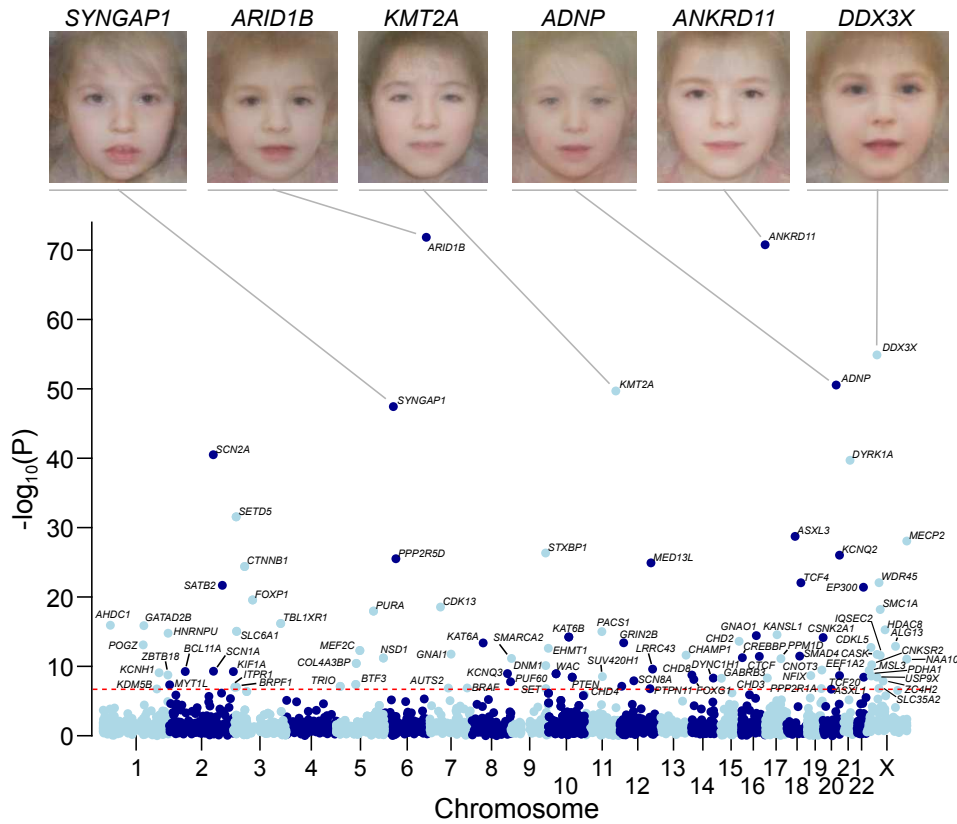 SYNGAP1 ARID1B KMT2A ADNP ANKRD11 DDX3X
70
ARID1B
ANKRD11
60
DDX3X
50
ADNP
KMT2A
SYNGAP1
40
SCN2A
DYRK1A
-log10(P)
30
SETD5
ASXL3
MECP2
STXBP1
KCNQ2
PPP2R5D
MED13L
CTNNB1
TCF4
WDR45
SATB2
EP300
20
FOXP1
CDK13
SMC1A
PURA
AHDC1
GATAD2B
TBL1XR1
IQSEC2
HDAC8
HNRNPU
SLC6A1
KAT6A
SMARCA2
KAT6B
PACS1
GRIN2B
CHD2
GNAO1
KANSL1
CSNK2A1
CDKL5
ALG13
POGZ
ZBTB18
BCL11A
SCN1A
MEF2C
NSD1
GNAI1
DNM1
EHMT1
SUV420H1
LRRC43
CHAMP1
CREBBP
PPM1D
SMAD4
CASK
CNKSR2
NAA10
10
KCNH1
KIF1A
COL4A3BP
KCNQ3
WAC
CHD8
DYNC1H1
CTCF
CNOT3
EEF1A2
MSL3
PDHA1
KDM5B
MYT1L
ITPR1
BRPF1
TRIO
BTF3
AUTS2
BRAF
PUF60
SET
PTEN
CHD4
SCN8A
PTPN11
FOXG1
GABRB3
CHD3
NFIX
PPP2R1A
TCF20
ASXL1
USP9X
ZC4H2
SLC35A2
0
1 2 3 4 5 6 7 8 9 10 11 12 13 14 15 16 17 18 19 20 21 22 X
Chromosome